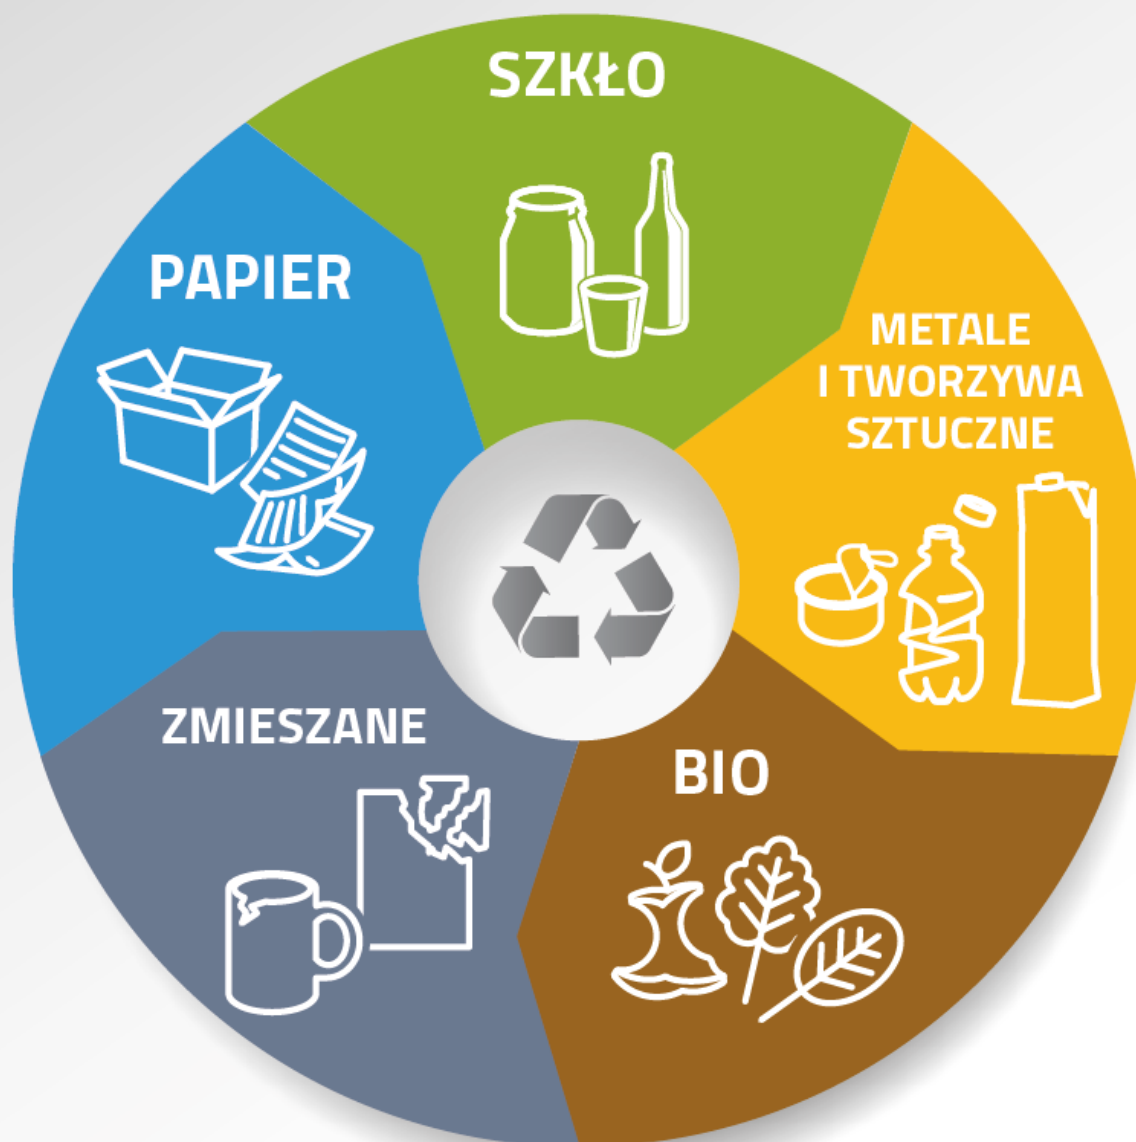 SZKŁO
PAPIER
METALE
I TWORZYWA
SZTUCZNE
ZMIESZANE
BIO